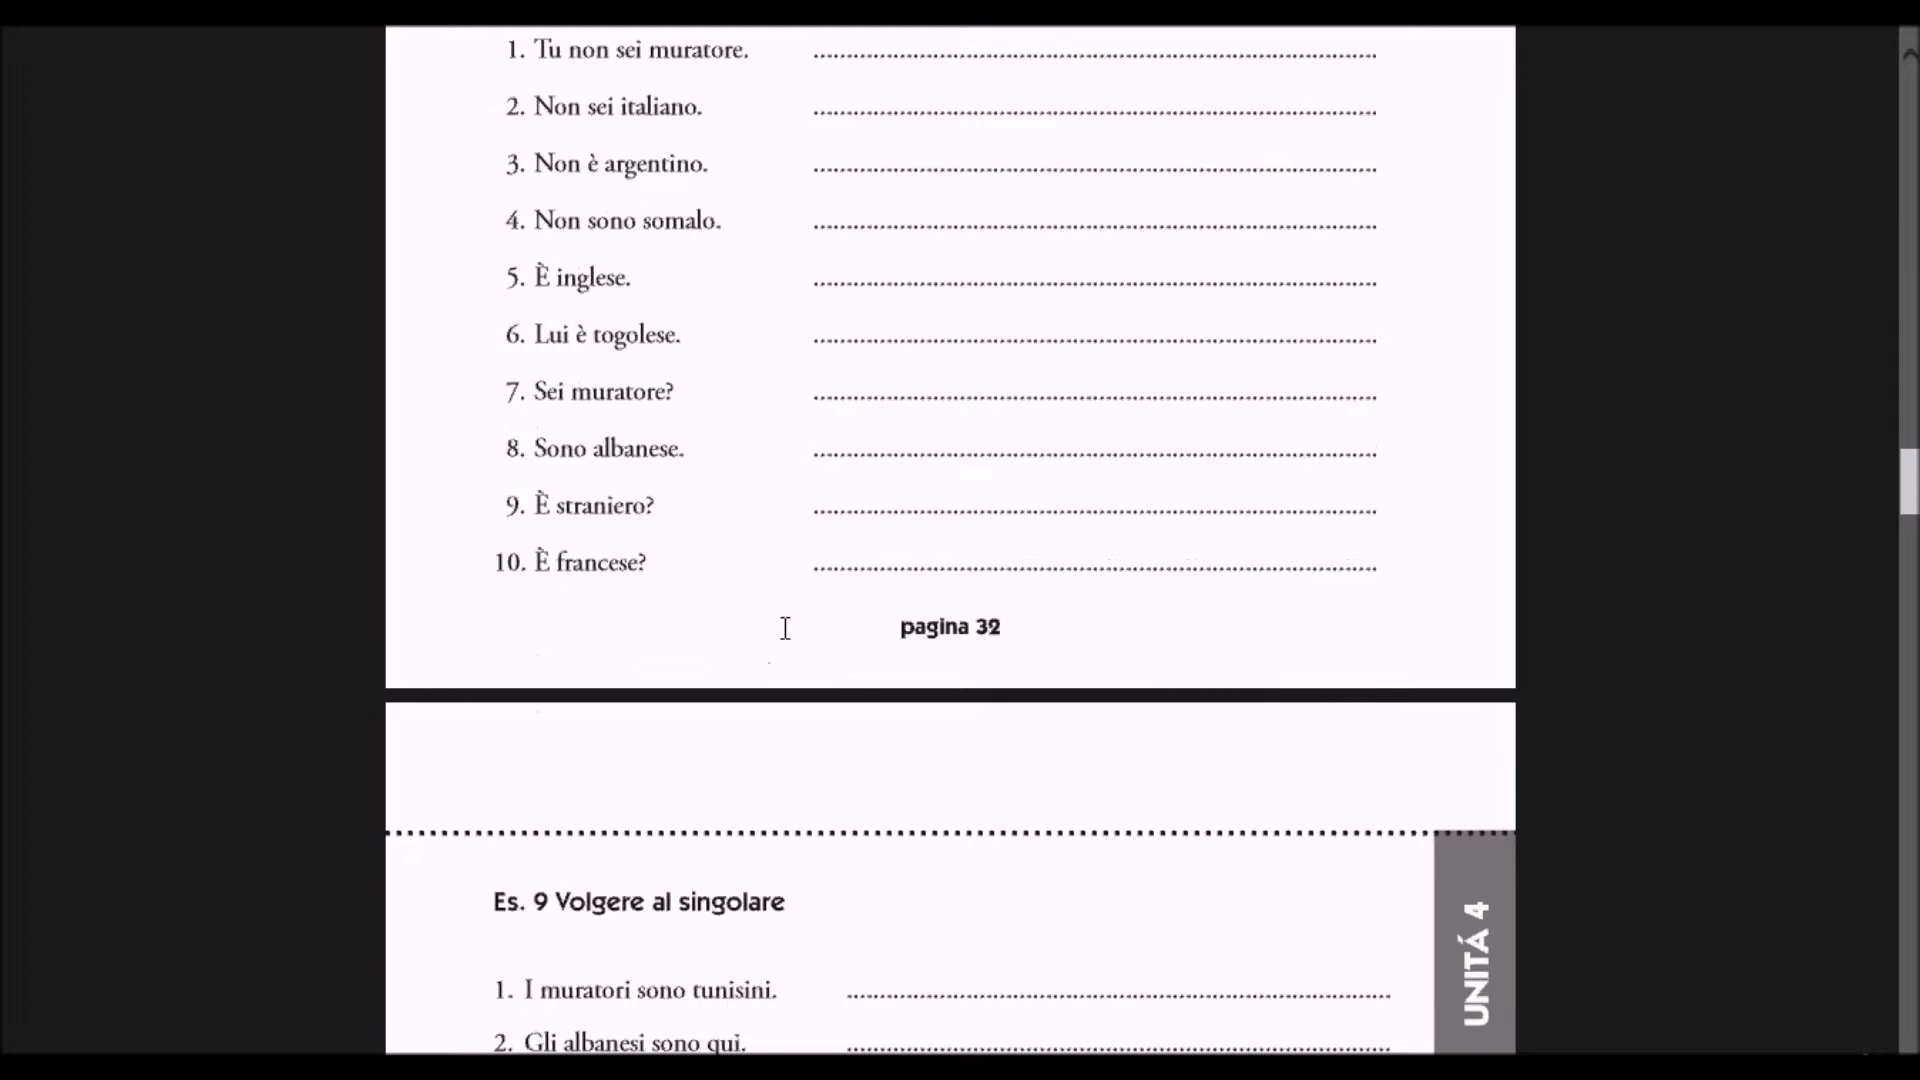 1. Tu non sei muratore. ........................................
2. Non sei italiano. ........................................
3. Non è argentino. ........................................
4. Non sono somalo. ........................................
5. È inglese. ........................................
6. Lui è togolese. ........................................
7. Sei muratore? ........................................
8. Sono albanese. ........................................
9. È straniero? ........................................
10. È francese? ........................................
pagina 32
Es. 9 Volgere al singolare
1. I muratori sono tunisini. ........................................
2. Gli albanesi sono qui. ........................................
UNITÁ 4